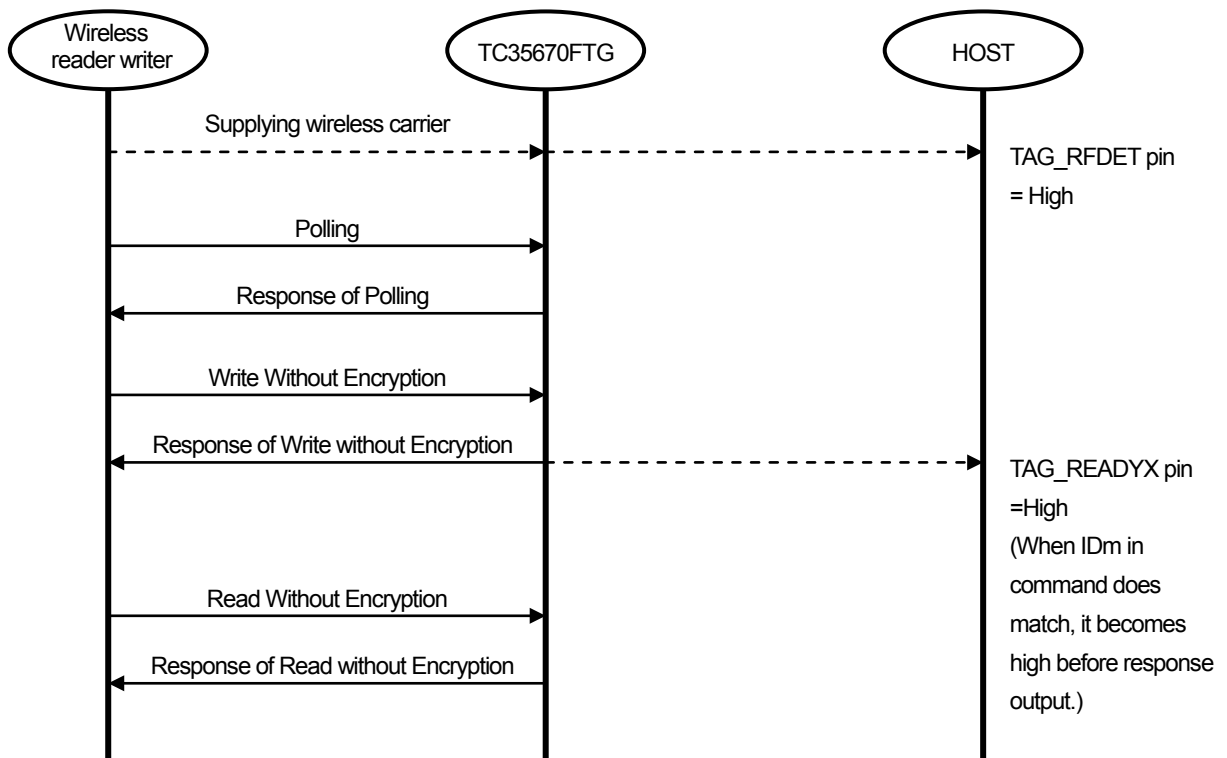 Wireless
reader writer
TC35670FTG
HOST
Supplying wireless carrier
TAG_RFDET pin
= High
Polling
Response of Polling
Write Without Encryption
Response of Write without Encryption
TAG_READYX pin
=High
(When IDm in
command does
match, it becomes
high before response
output.)
Read Without Encryption
Response of Read without Encryption